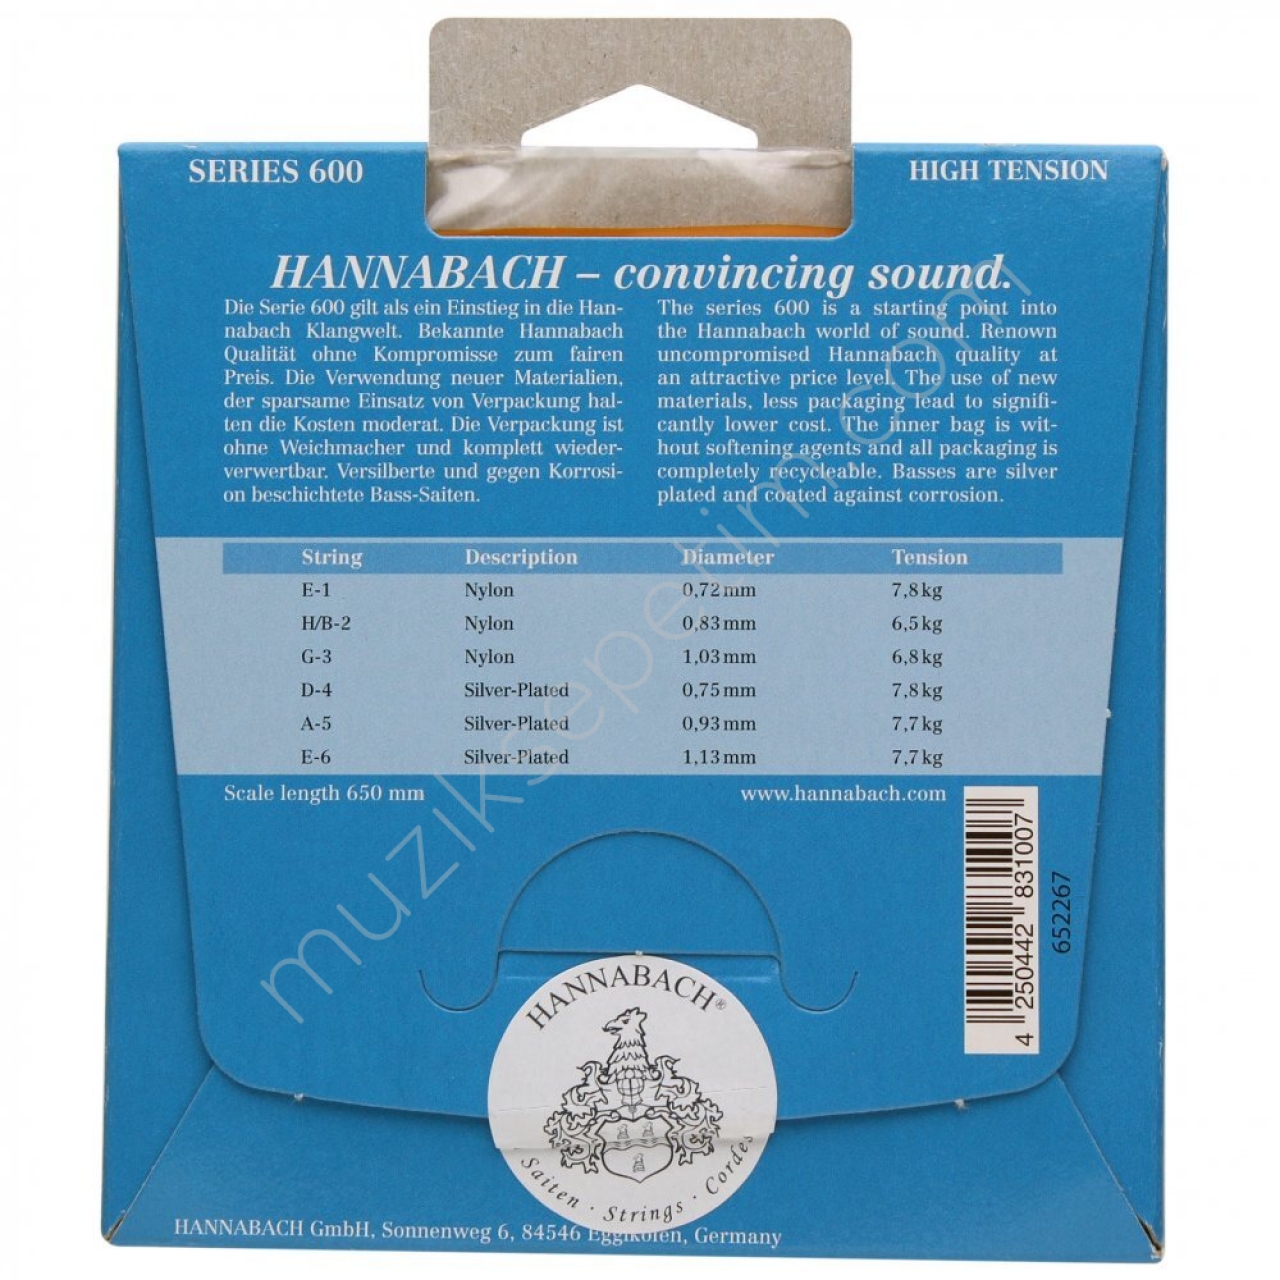 SERIES 600
HIGH TENSION
HANNABACH – convincing sound.
Die Serie 600 gilt als ein Einstieg in die Han-
nabach Klangwelt. Bekannte Hannabach
Qualität ohne Kompromisse zum fairen
Preis. Die Verwendung neuer Materialien,
der sparsame Einsatz von Verpackung hal-
ten die Kosten moderat. Die Verpackung ist
ohne Weichmacher und komplett wieder-
verwertbar. Versilberte und gegen Korrosi-
on beschichtete Bass-Saiten.
The series 600 is a starting point into
the Hannabach world of sound. Renown
uncompromised Hannabach quality at
an attractive price level. The use of new
materials, less packaging lead to signifi-
cantly lower cost. The inner bag is wit-
hout softening agents and all packaging is
completely recycleable. Basses are silver
plated and coated against corrosion.
String Description Diameter Tension
E-1 Nylon 0,72 mm 7,8 kg
H/B-2 Nylon 0,83 mm 6,5 kg
G-3 Nylon 1,03 mm 6,8 kg
D-4 Silver-Plated 0,75 mm 7,8 kg
A-5 Silver-Plated 0,93 mm 7,7 kg
E-6 Silver-Plated 1,13 mm 7,7 kg
Scale length 650 mm
www.hannabach.com
4 250442 831007
652267
HANNABACH®
Saiten · Strings · Cordes
HANNABACH GmbH, Sonnenweg 6, 84546 Egglkofen, Germany
muziksepetim.com